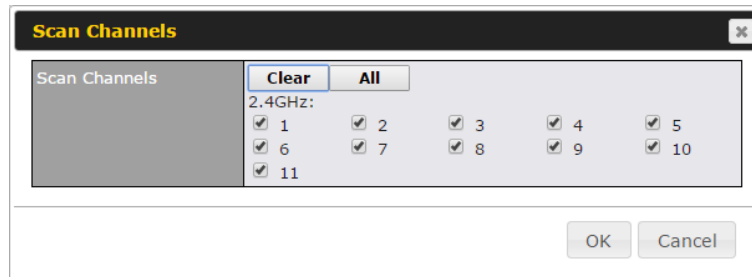 Scan Channels
Scan Channels
Clear All
2.4GHz:
1 2 3 4 5
6 7 8 9 10
11
OK Cancel